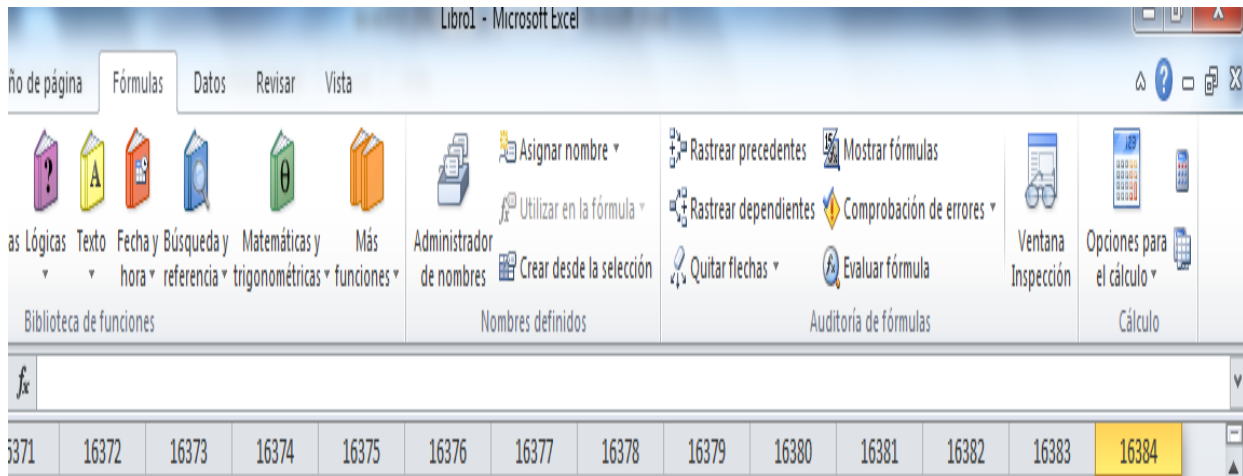 Libro1 - Microsoft Excel
ño de página Fórmulas Datos Revisar Vista
as Lógicas Texto Fecha y hora Búsqueda y referencia Matemáticas y trigonométricas Más funciones
Biblioteca de funciones
Administrador de nombres
Asignar nombre
Utilizar en la fórmula
Crear desde la selección
Nombres definidos
Rastrear precedentes
Rastrear dependientes
Quitar flechas
Mostrar fórmulas
Comprobación de errores
Evaluar fórmula
Ventana Inspección
Auditoría de fórmulas
Opciones para el cálculo
Cálculo
fx
6371 16372 16373 16374 16375 16376 16377 16378 16379 16380 16381 16382 16383 16384